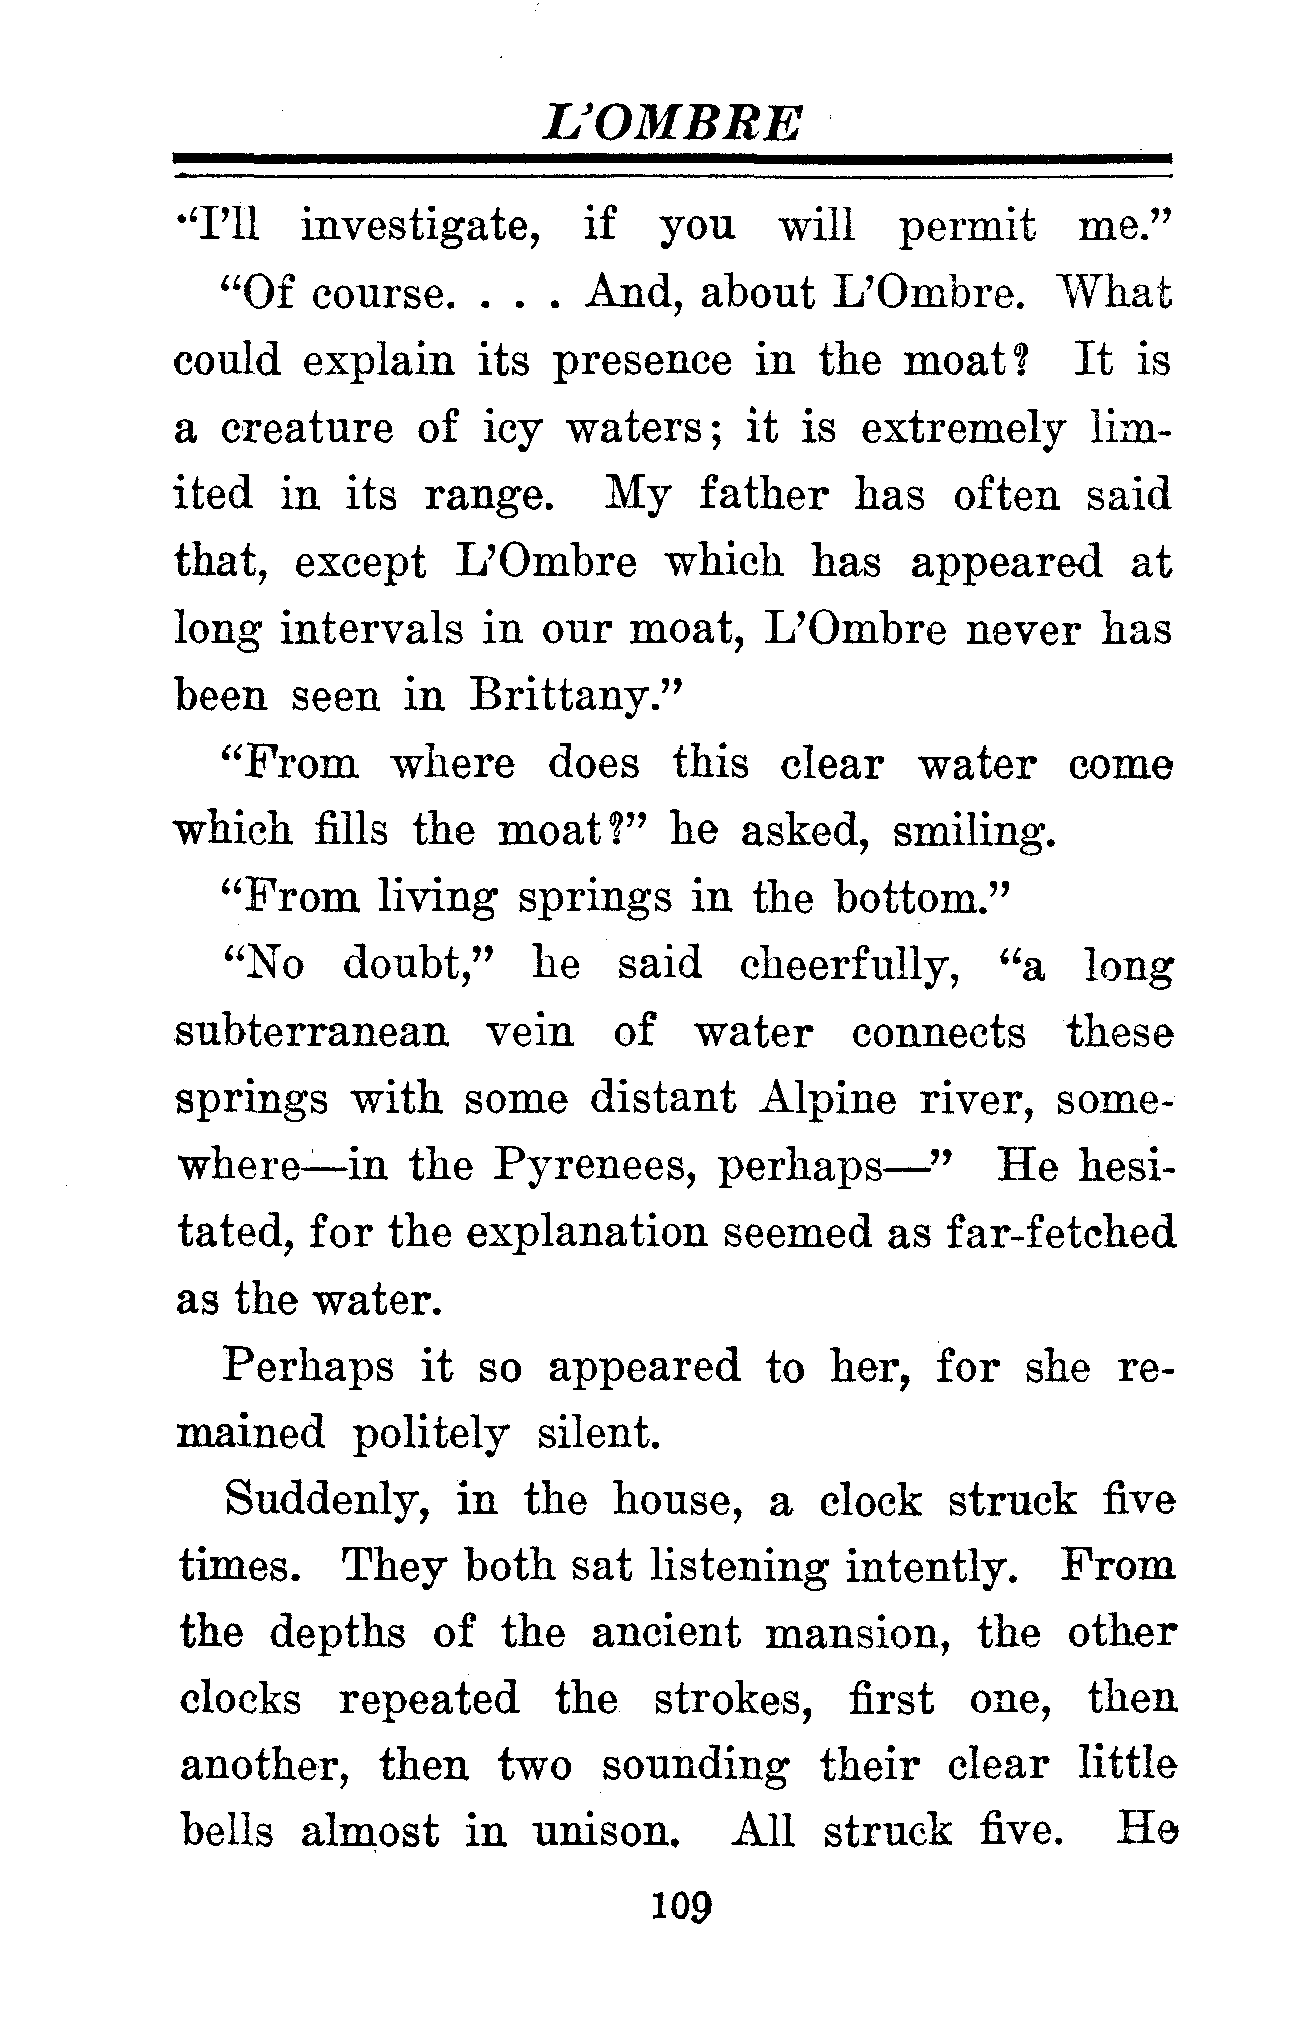 L'OMBRE
“I'll investigate, if you will permit me.”
“Of course. . . . And, about L'Ombre. What
could explain its presence in the moat? It is
a creature of icy waters; it is extremely lim-
ited in its range. My father has often said
that, except L'Ombre which has appeared at
long intervals in our moat, L'Ombre never has
been seen in Brittany.”
“From where does this clear water come
which fills the moat?” he asked, smiling.
“From living springs in the bottom.”
“No doubt,” he said cheerfully, “a long
subterranean vein of water connects these
springs with some distant Alpine river, some-
where—in the Pyrenees, perhaps—” He hesi-
tated, for the explanation seemed as far-fetched
as the water.
Perhaps it so appeared to her, for she re-
mained politely silent.
Suddenly, in the house, a clock struck five
times. They both sat listening intently. From
the depths of the ancient mansion, the other
clocks repeated the strokes, first one, then
another, then two sounding their clear little
bells almost in unison. All struck five. He
109